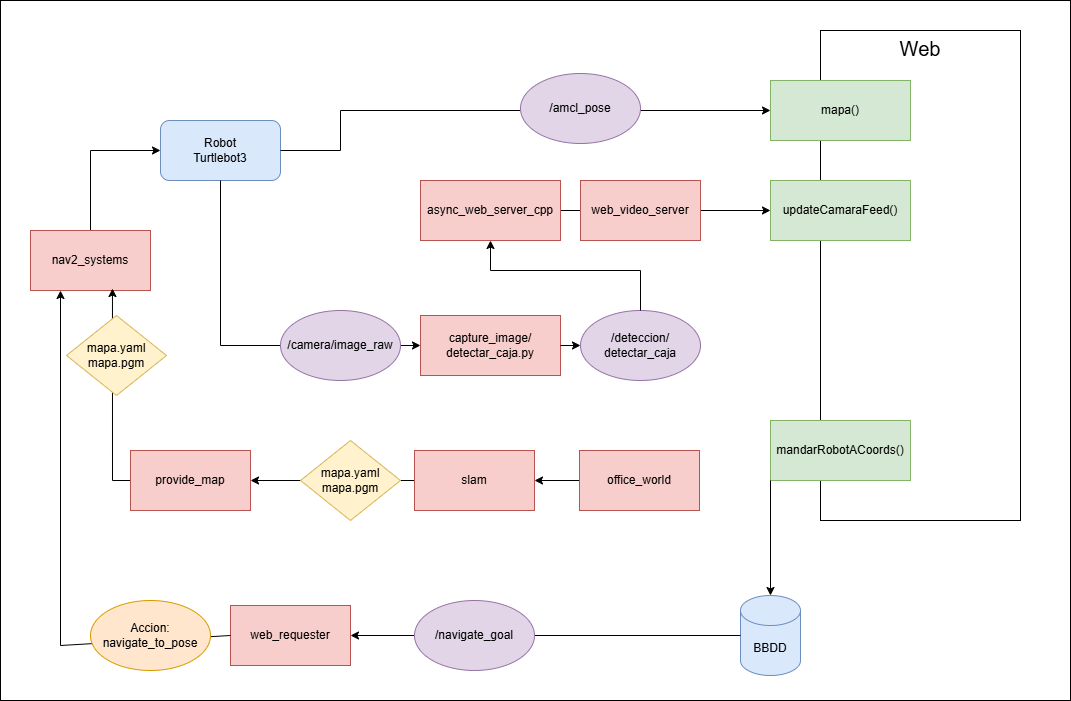 Web
/amcl_pose
mapa()
Robot
Turtlebot3
async_web_server_cpp
web_video_server
updateCamaraFeed()
nav2_systems
mapa.yaml
mapa.pgm
/camera/image_raw
capture_image/
detectar_caja.py
/deteccion/
detectar_caja
mandarRobotACoords()
provide_map
mapa.yaml
mapa.pgm
slam
office_world
Accion:
navigate_to_pose
web_requester
/navigate_goal
BBDD